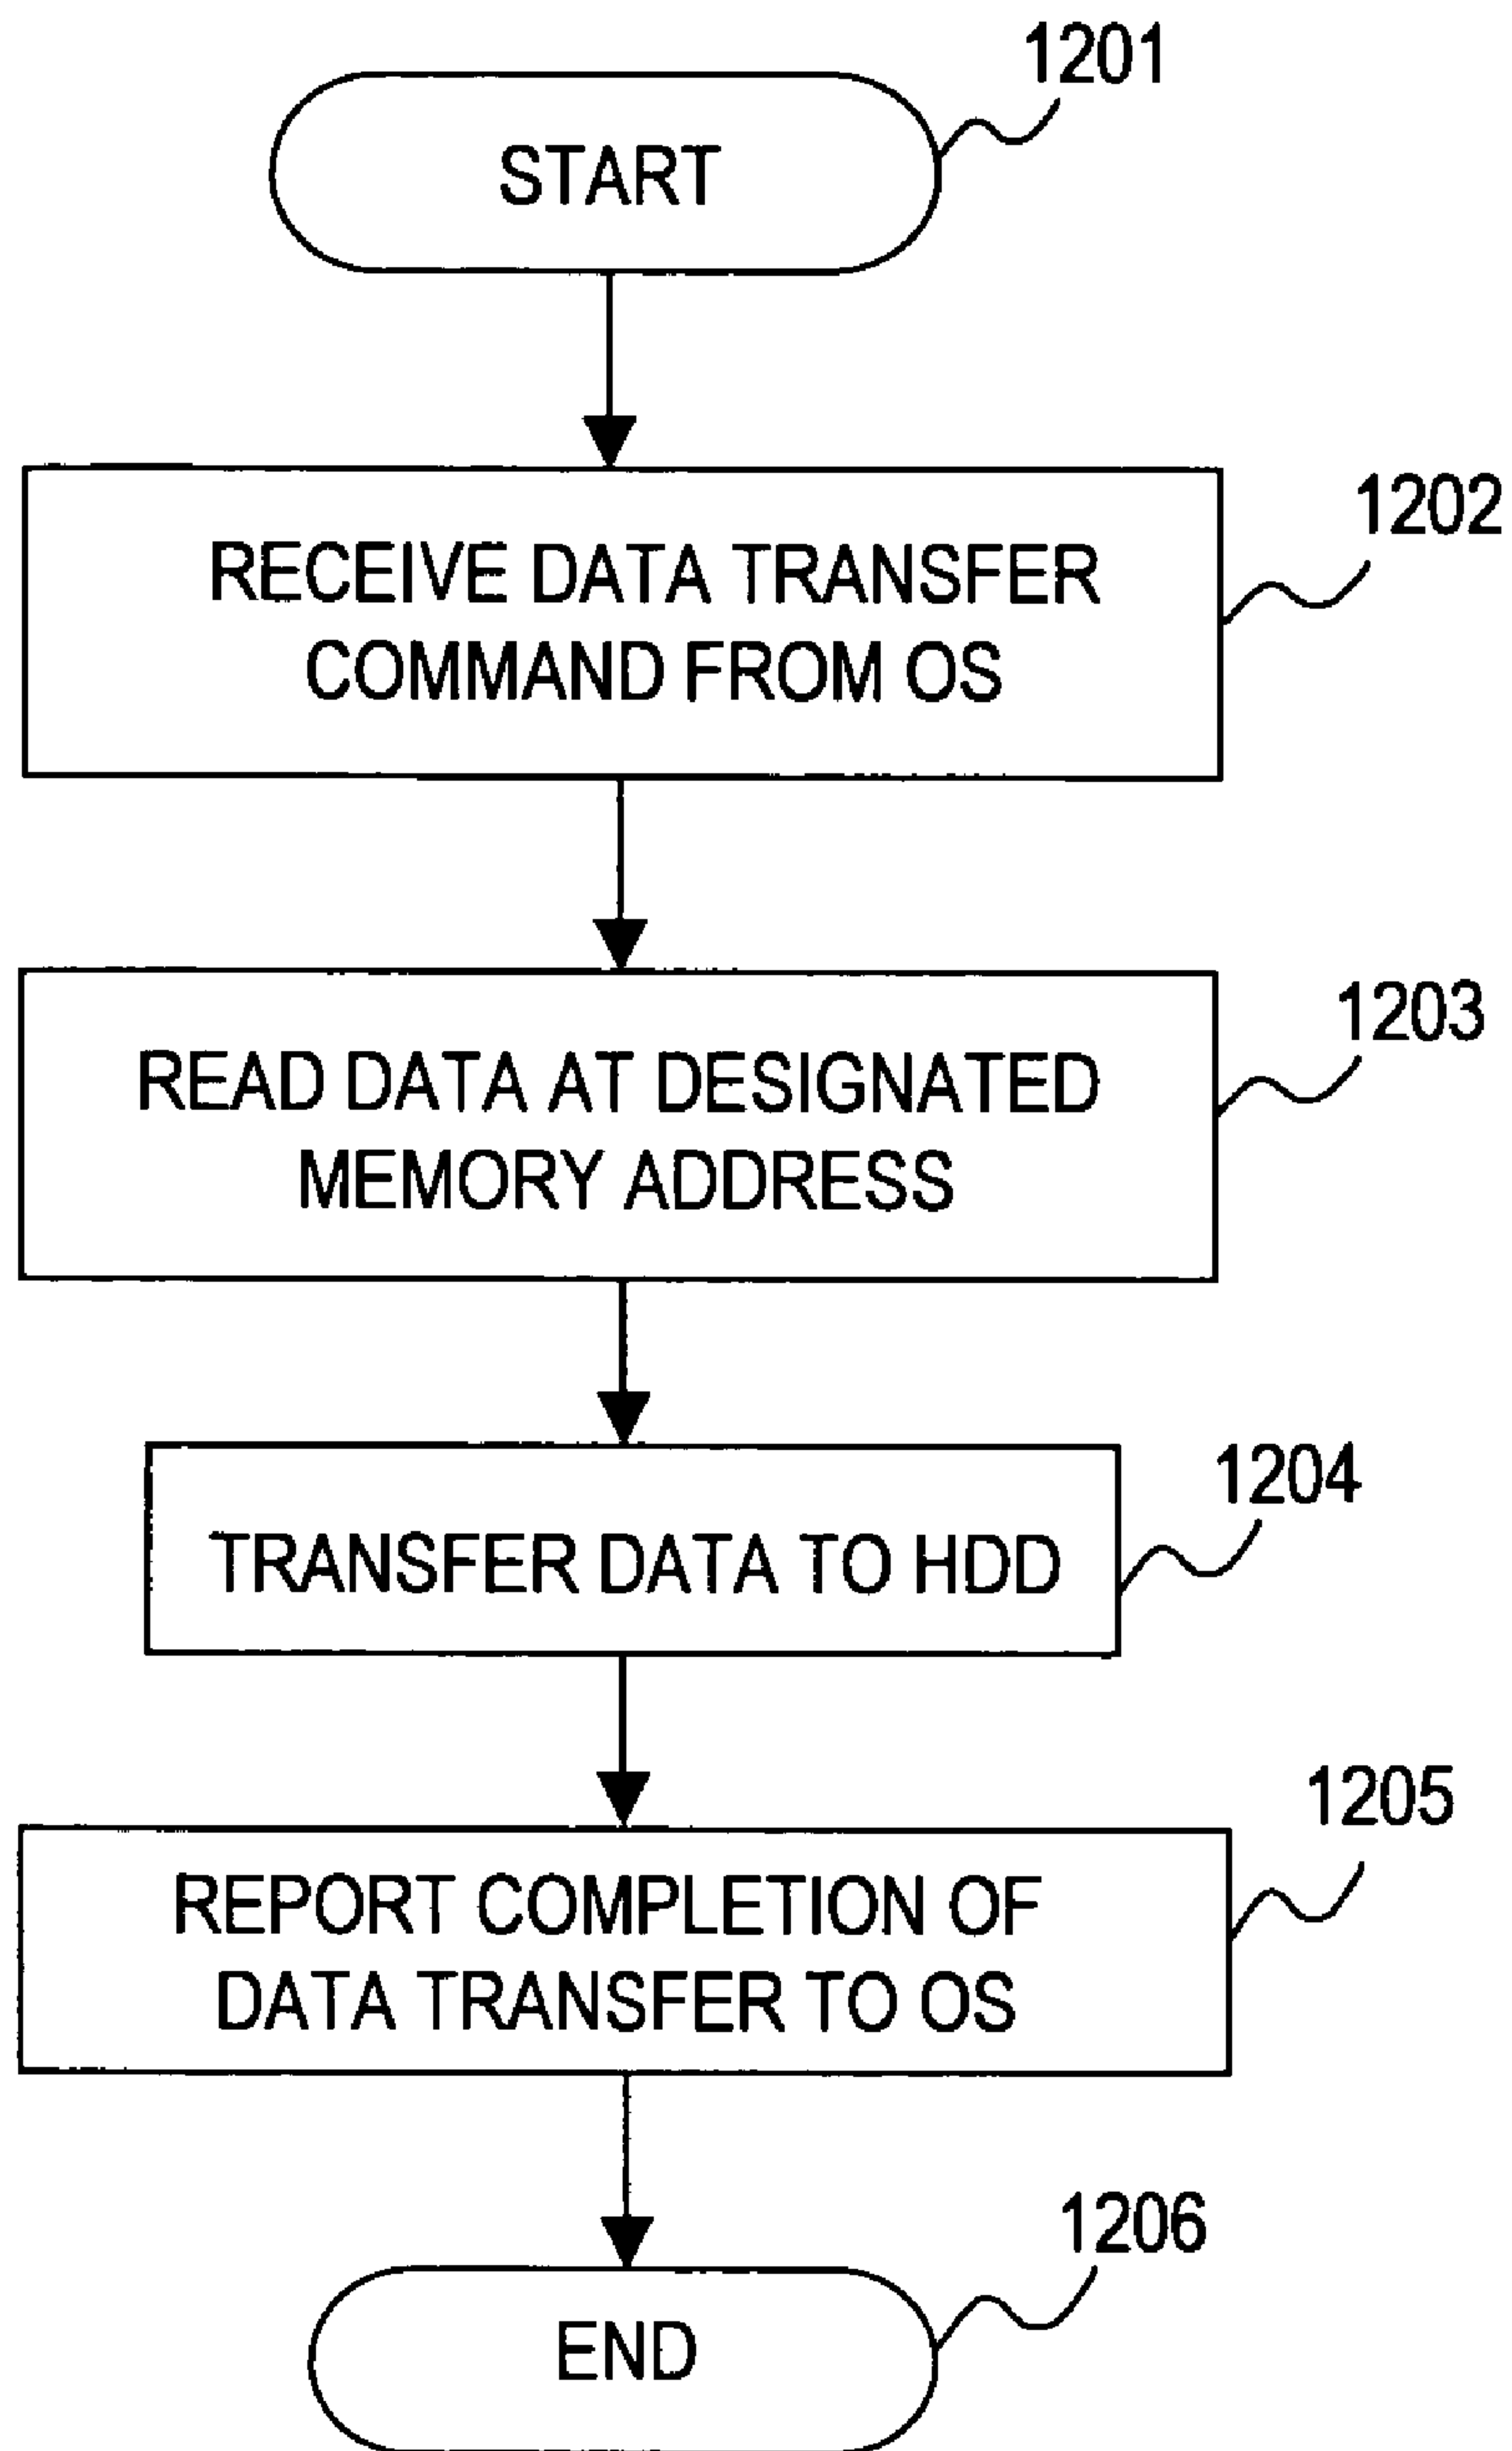 1201
START
1202
RECEIVE DATA TRANSFER
COMMAND FROM OS
1203
READ DATA AT DESIGNATED
MEMORY ADDRESS
1204
TRANSFER DATA TO HDD
1205
REPORT COMPLETION OF
DATA TRANSFER TO OS
1206
END